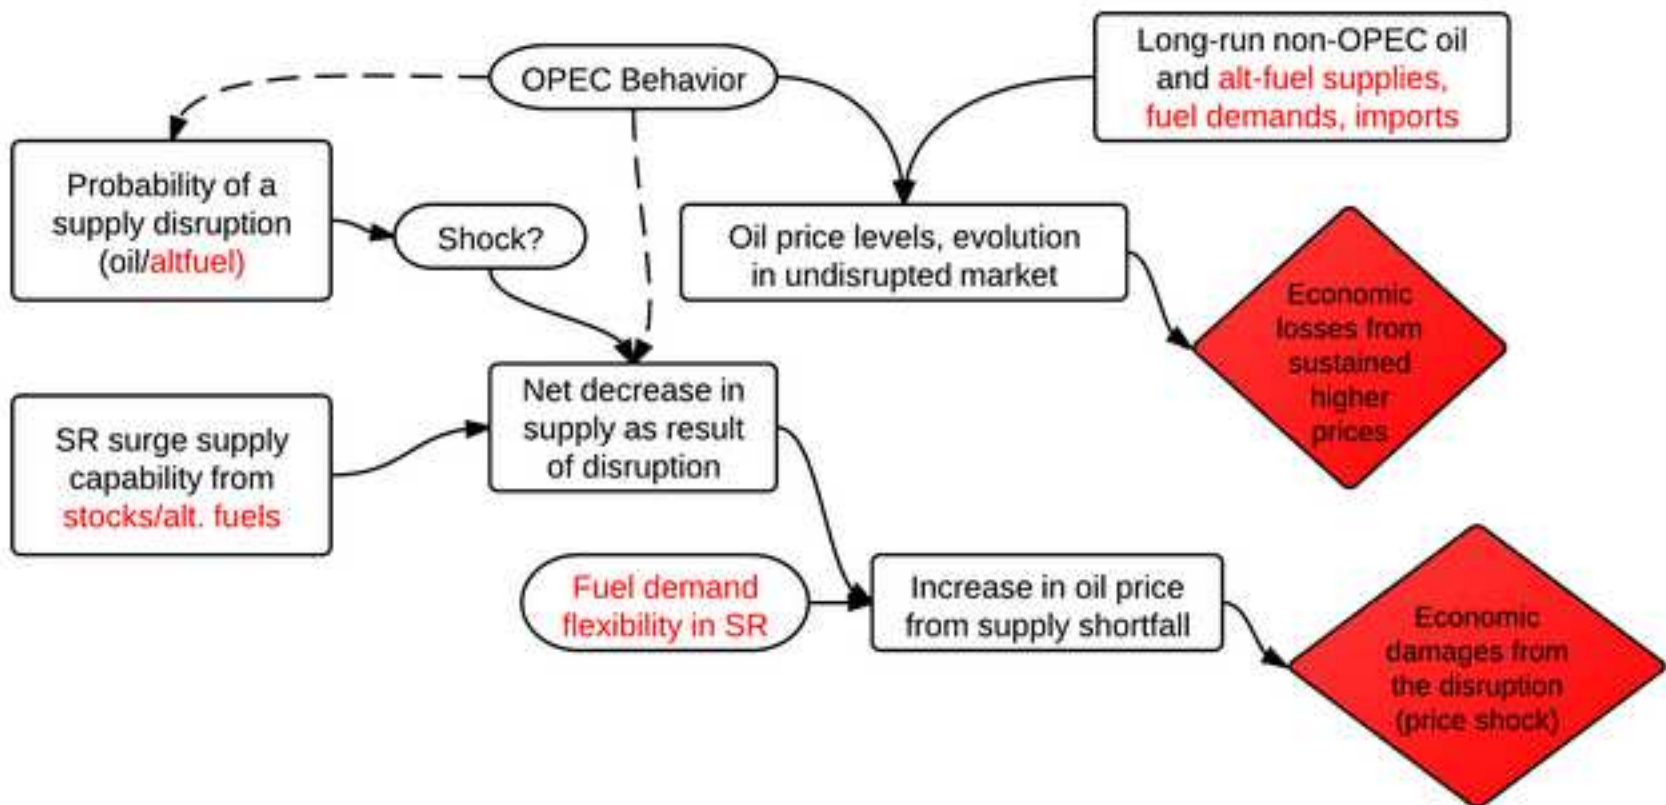 OPEC Behavior
Long-run non-OPEC oil
and alt-fuel supplies,
fuel demands, imports
Probability of a
supply disruption
(oil/altfuel)
Shock?
Oil price levels, evolution
in undisrupted market
Economic
losses from
sustained
higher
prices
Net decrease in
supply as result
of disruption
SR surge supply
capability from
stocks/alt. fuels
Fuel demand
flexibility in SR
Increase in oil price
from supply shortfall
Economic
damages from
the disruption
(price shock)